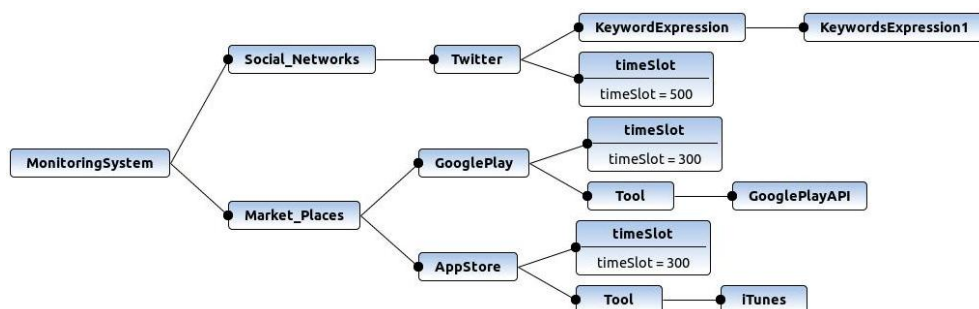 KeywordExpression
KeywordsExpression1
Social_Networks
Twitter
timeSlot
timeSlot = 500
MonitoringSystem
timeSlot
timeSlot = 300
GooglePlay
Tool
GooglePlayAPI
Market_Places
timeSlot
timeSlot = 300
AppStore
Tool
iTunes